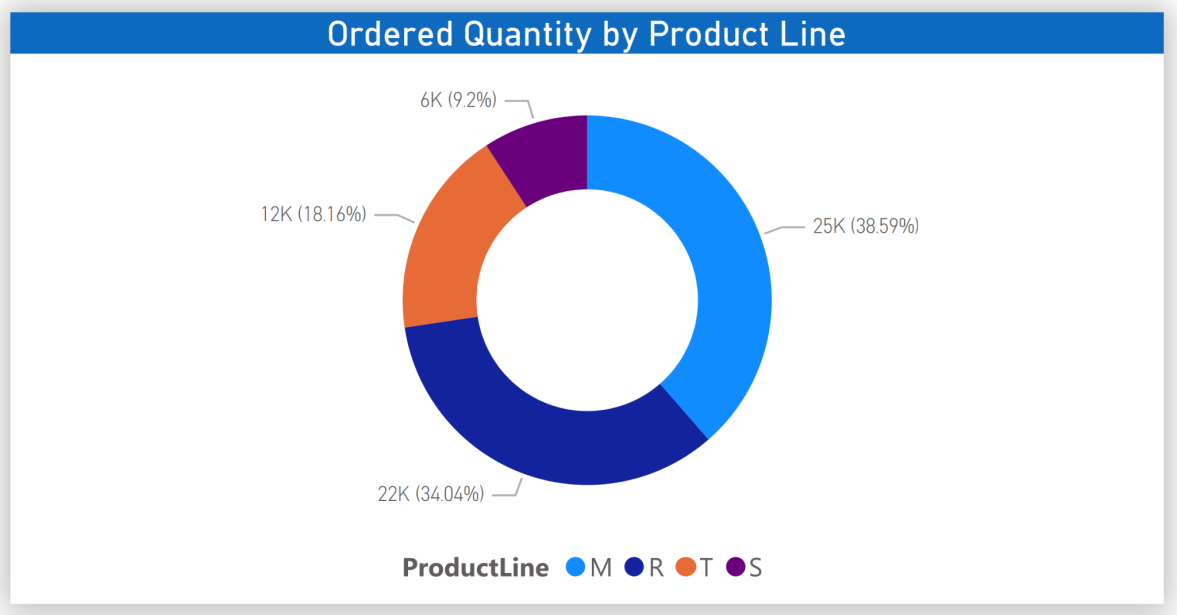 Ordered Quantity by Product Line
6K (9.2%)
12K (18.16%)
25K (38.59%)
22K (34.04%)
ProductLine M R T S